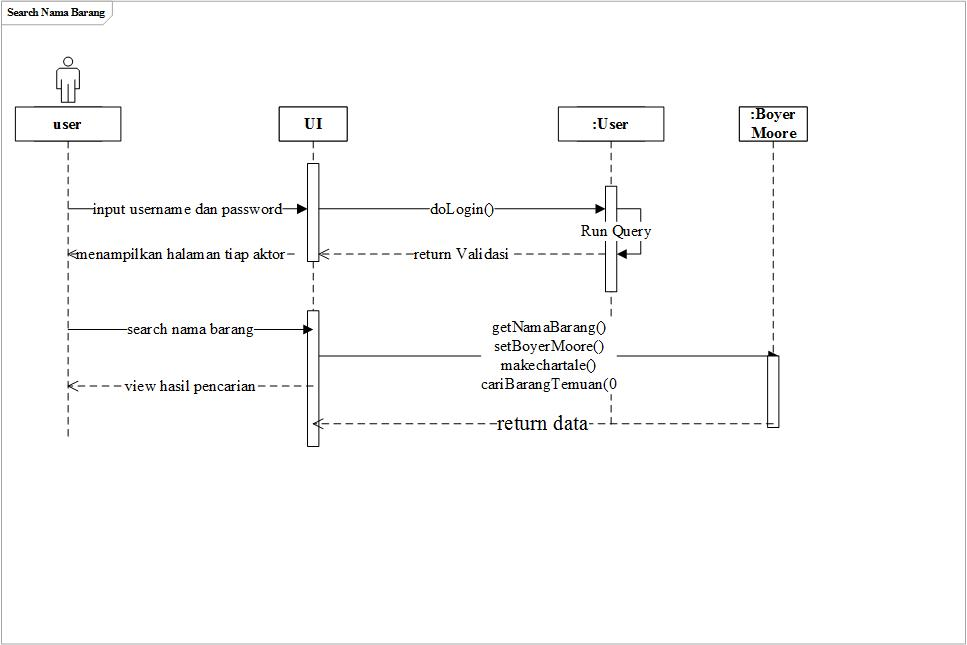 Search Nama Barang
user
UI
:User
:Boyer
Moore
input username dan password
doLogin()
Run Query
menampilkan halaman tiap aktor
return Validasi
search nama barang
getNamaBarang()
setBoyerMoore()
makechartale()
cariBarangTemuan(0
view hasil pencarian
return data